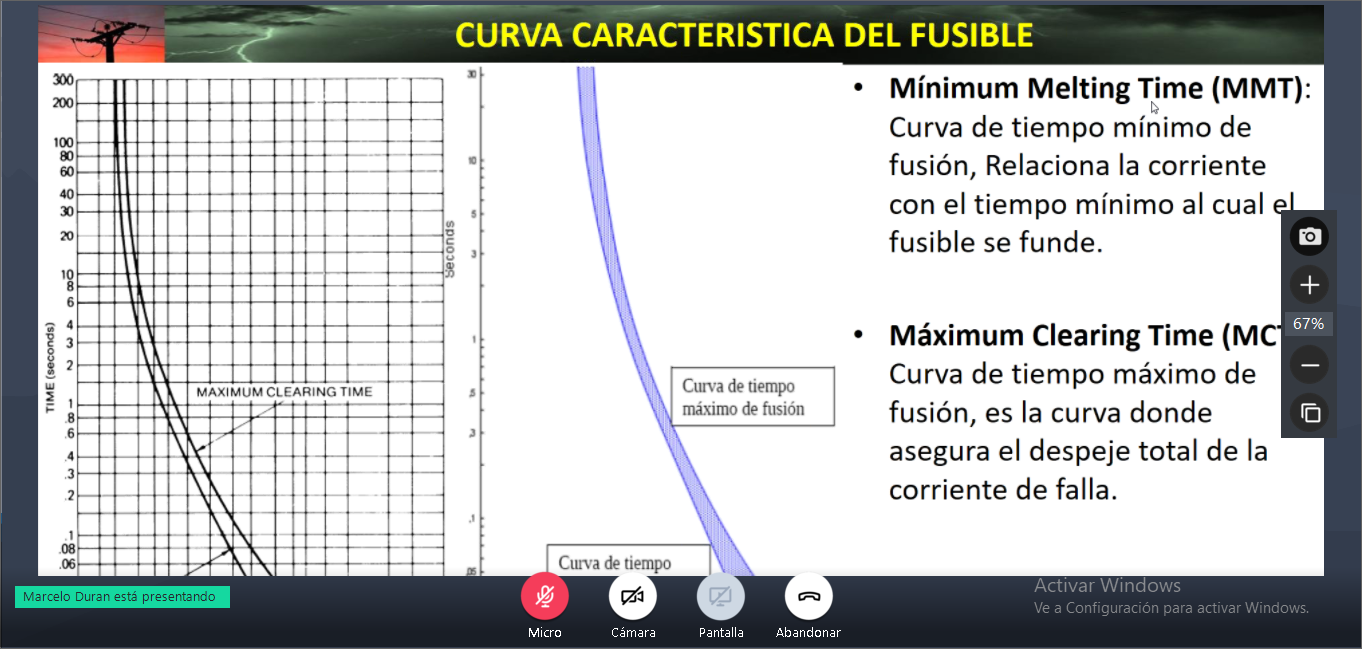 CURVA CARACTERISTICA DEL FUSIBLE
300
200
100
80
60
40
30
20
10
8
6
4
3
2
1
.8
.6
.4
.3
.2
.1
.08
.06
TIME (seconds)
MAXIMUM CLEARING TIME
30
10
5
3
1
.5
.3
.1
.05
Seconds
Curva de tiempo
máximo de fusión
Curva de tiempo
• Mínimum Melting Time (MMT):
Curva de tiempo mínimo de
fusión, Relaciona la corriente
con el tiempo mínimo al cual el
fusible se funde.
• Máximum Clearing Time (MC
Curva de tiempo máximo de
fusión, es la curva donde
asegura el despeje total de la
corriente de falla.
67%
Marcelo Duran está presentando
Micro
Cámara
Pantalla
Abandonar
Activar Windows
Ve a Configuración para activar Windows.